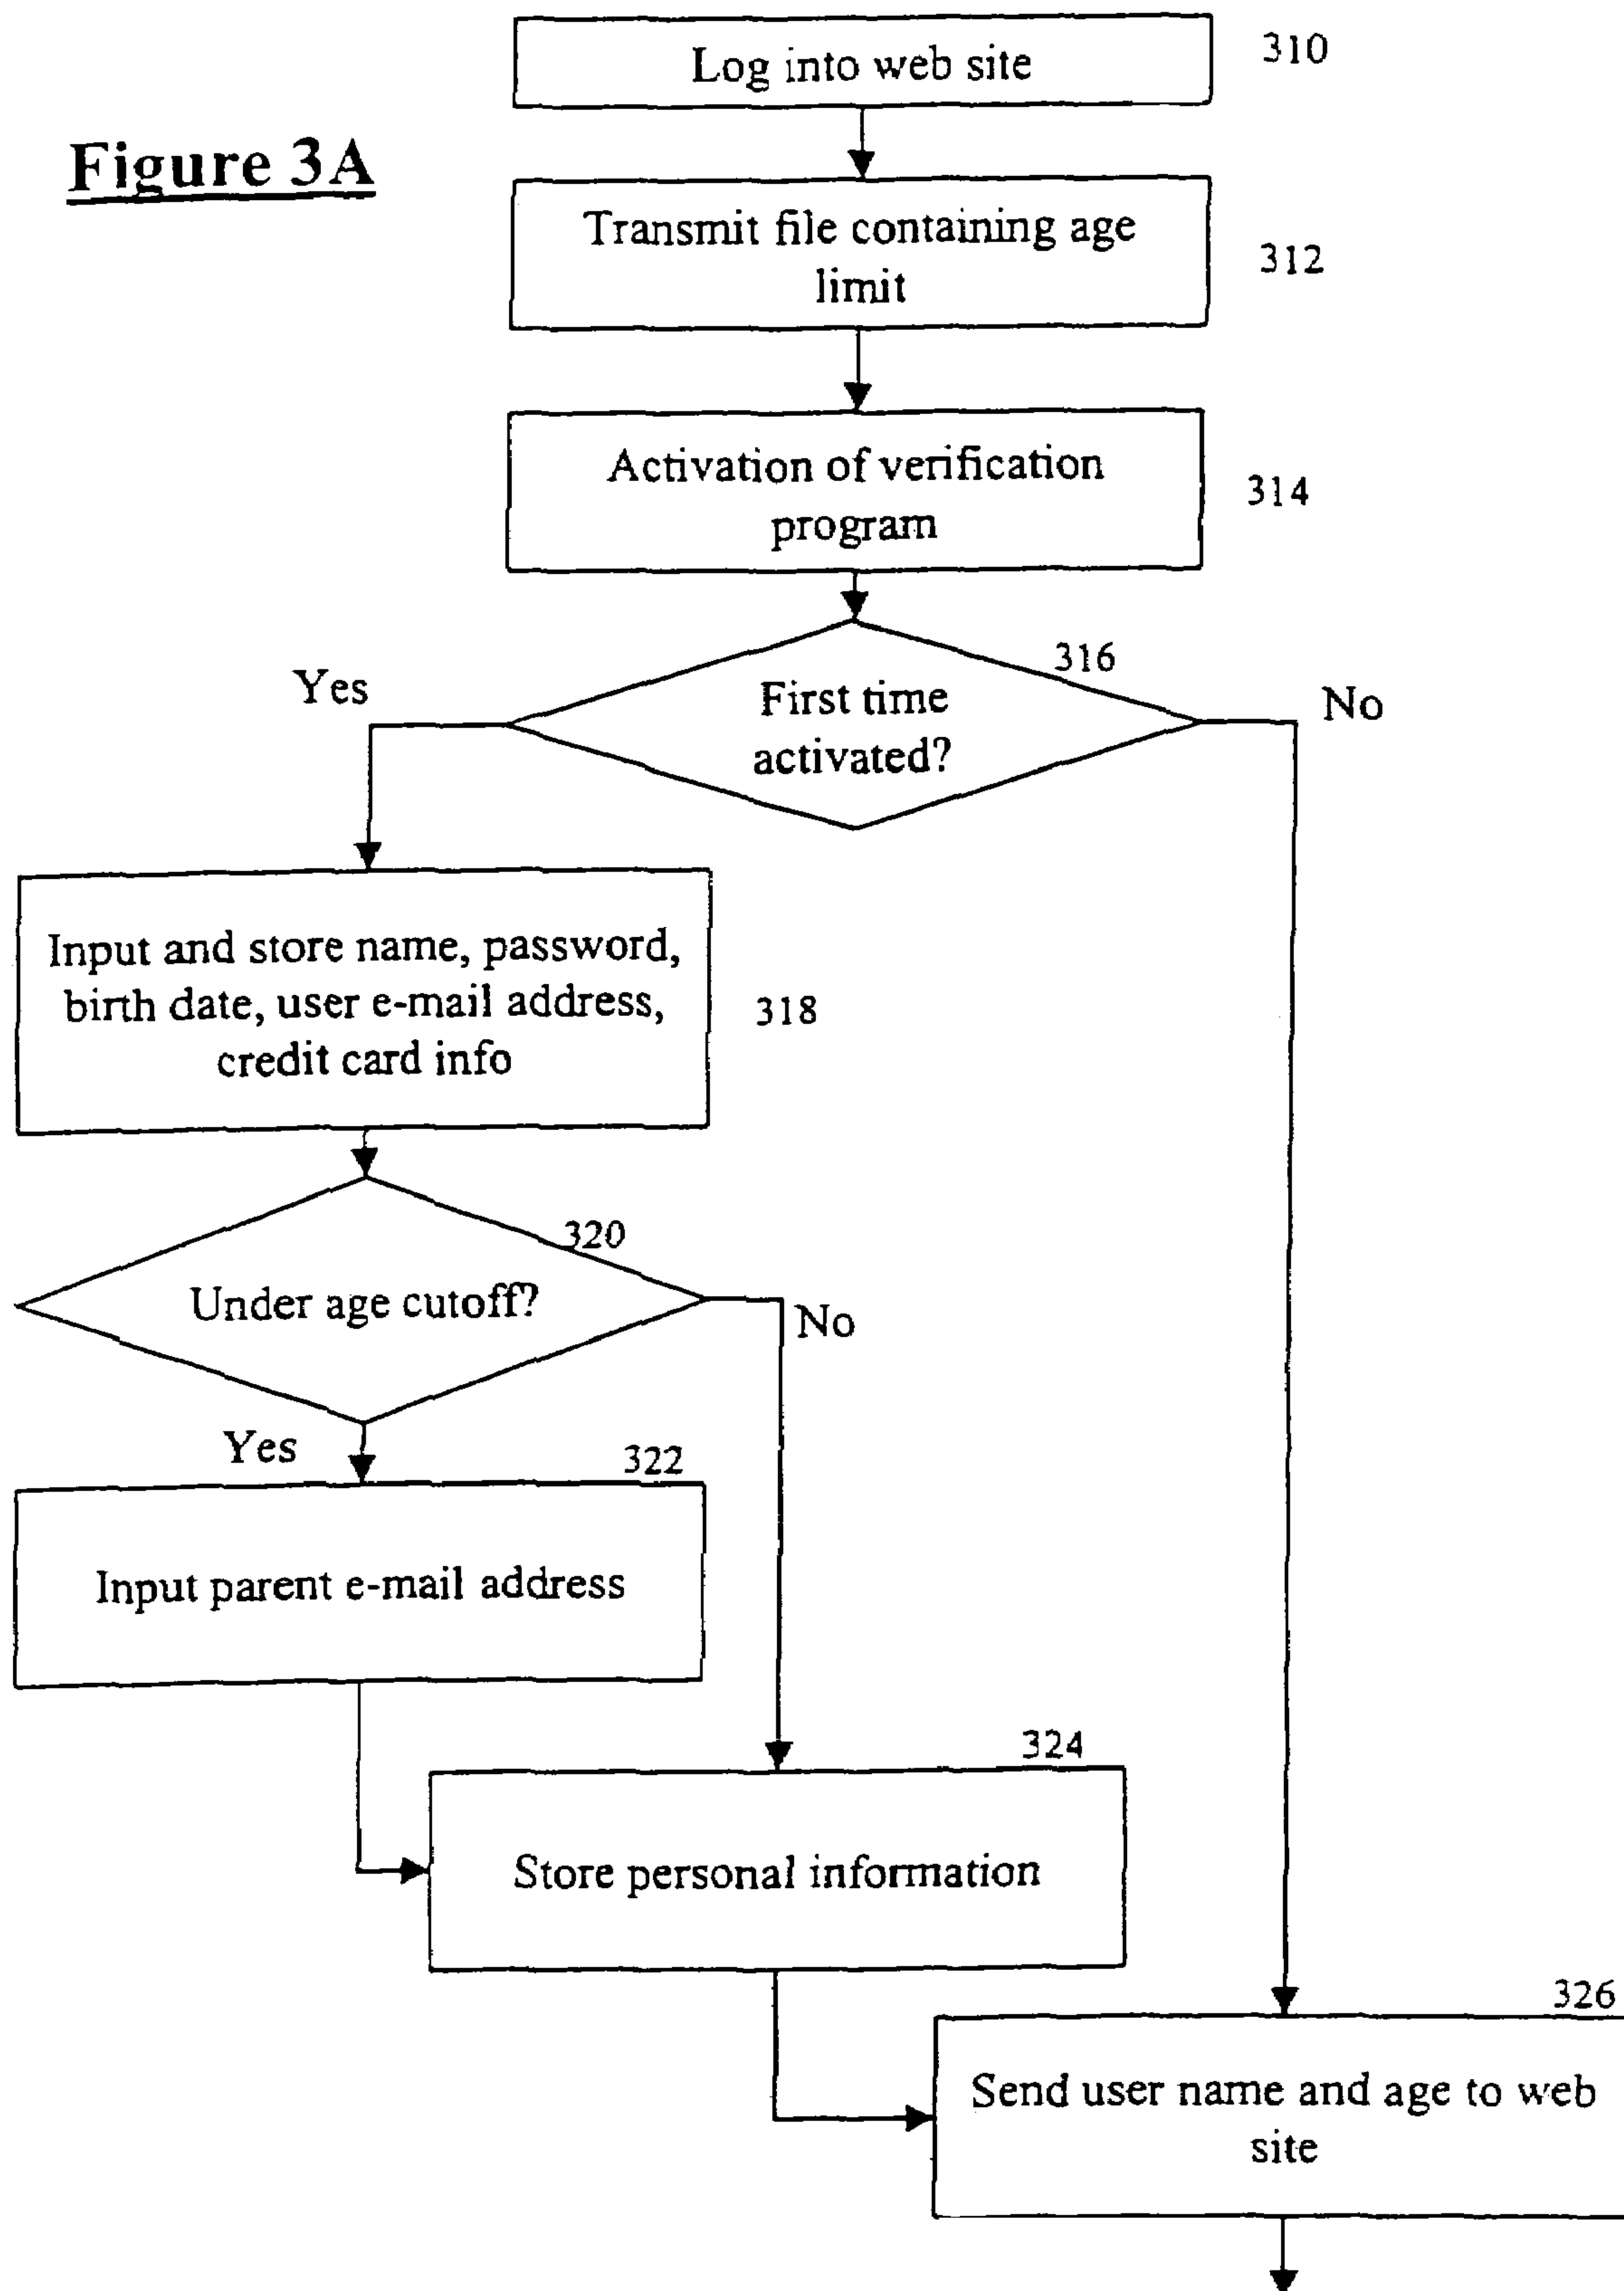 Log into web site
310
Figure 3A
Transmit file containing age
limit
312
Activation of verification
program
314
316
Yes
First time
activated?
No
Input and store name, password,
birth date, user e-mail address,
credit card info
318
320
Under age cutoff?
No
Yes
322
Input parent e-mail address
324
Store personal information
326
Send user name and age to web
site